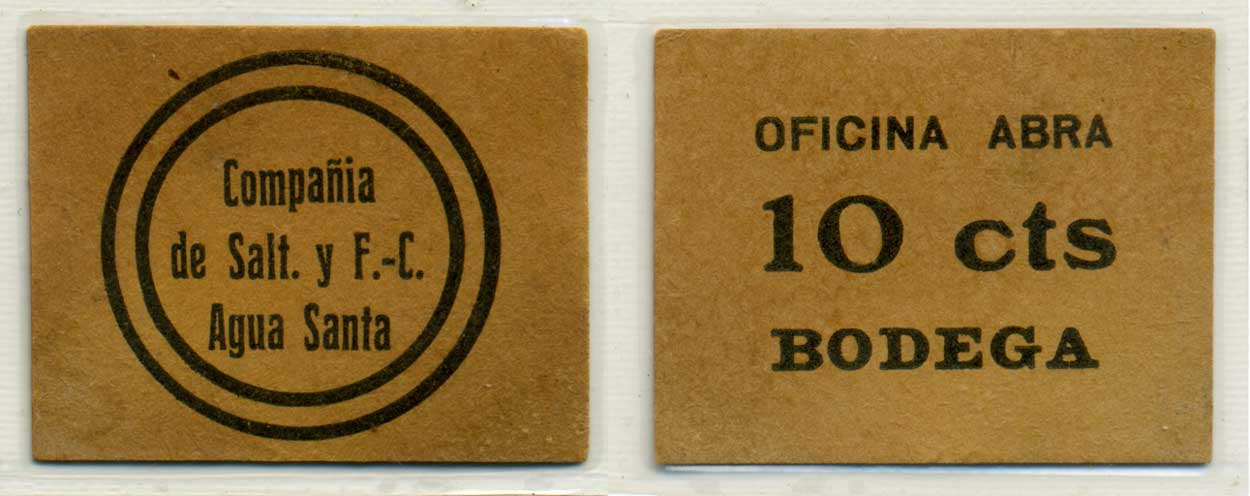 Compañia
de Salt. y F.-C.
Agua Santa
OFICINA ABRA
10 cts
BODEGA